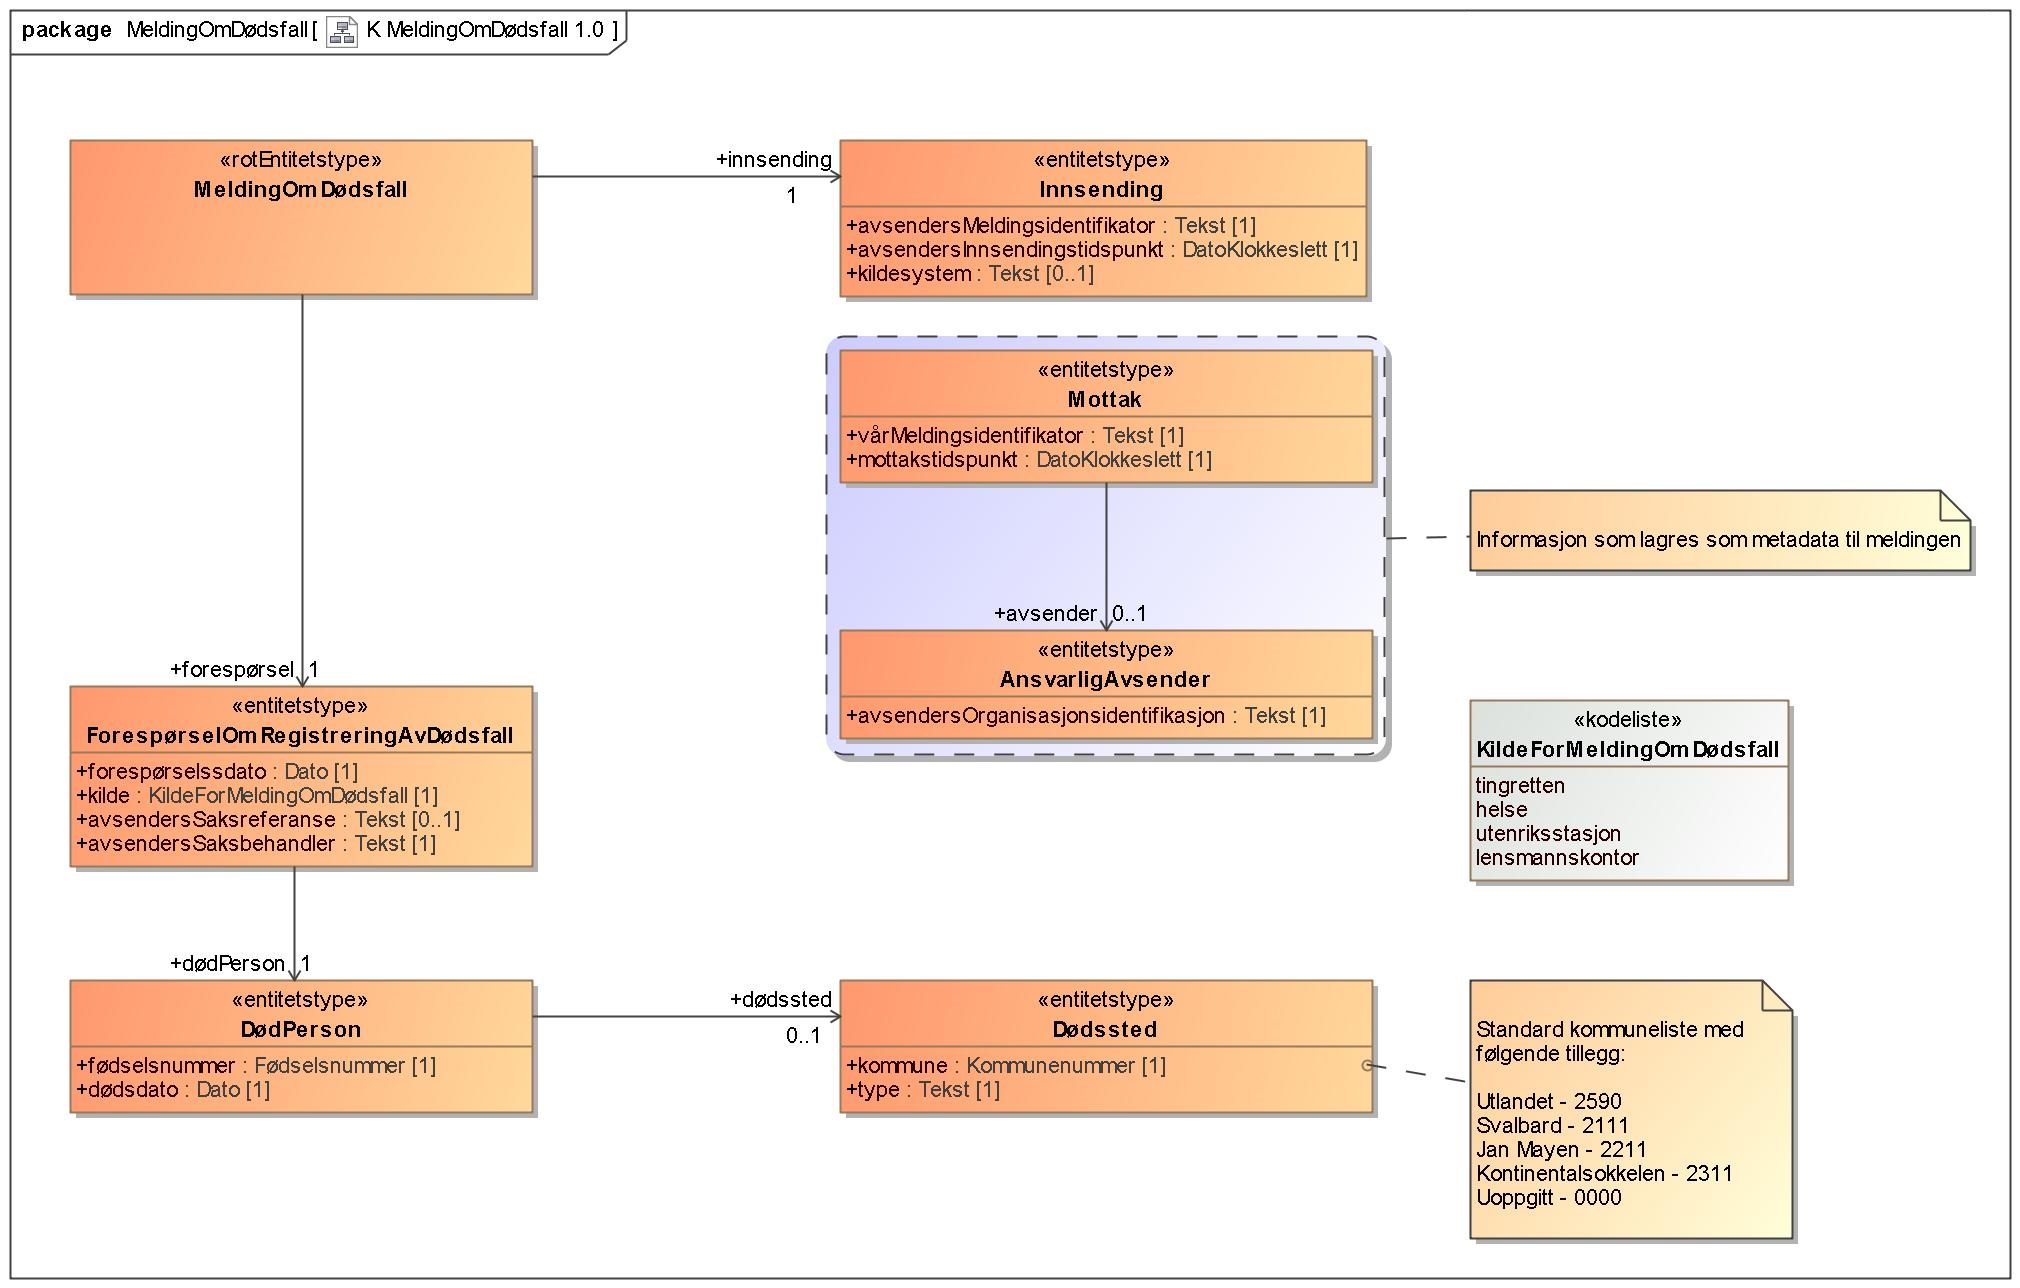 package MeldingOmDødsfall[ K MeldingOmDødsfall 1.0 ]
«rotEntitetstype»
MeldingOmDødsfall
+innsending
1
«entitetstype»
Innsending
+avsendersMeldingsidentifikator : Tekst [1]
+avsendersInnsendingstidspunkt : DatoKlokkeslett [1]
+kildesystem : Tekst [0..1]
«entitetstype»
Mottak
+vårMeldingsidentifikator : Tekst [1]
+mottakstidspunkt : DatoKlokkeslett [1]
+avsender 0..1
«entitetstype»
AnsvarligAvsender
+avsendersOrganisasjonsidentifikasjon : Tekst [1]
Informasjon som lagres som metadata til meldingen
+forespørsel 1
«entitetstype»
ForespørselOmRegistreringAvDødsfall
+forespørselssdato : Dato [1]
+kilde : KildeForMeldingOmDødsfall [1]
+avsendersSaksreferanse : Tekst [0..1]
+avsendersSaksbehandler : Tekst [1]
«kodeliste»
KildeForMeldingOmDødsfall
tingretten
helse
utenriksstasjon
lensmannskontor
+dødPerson 1
«entitetstype»
DødPerson
+fødselsnummer : Fødselsnummer [1]
+dødsdato : Dato [1]
+dødssted
0..1
«entitetstype»
Dødssted
+kommune : Kommunenummer [1]
+type : Tekst [1]
Standard kommuneliste med
følgende tillegg:
Utlandet - 2590
Svalbard - 2111
Jan Mayen - 2211
Kontinentalsokkelen - 2311
Uoppgitt - 0000